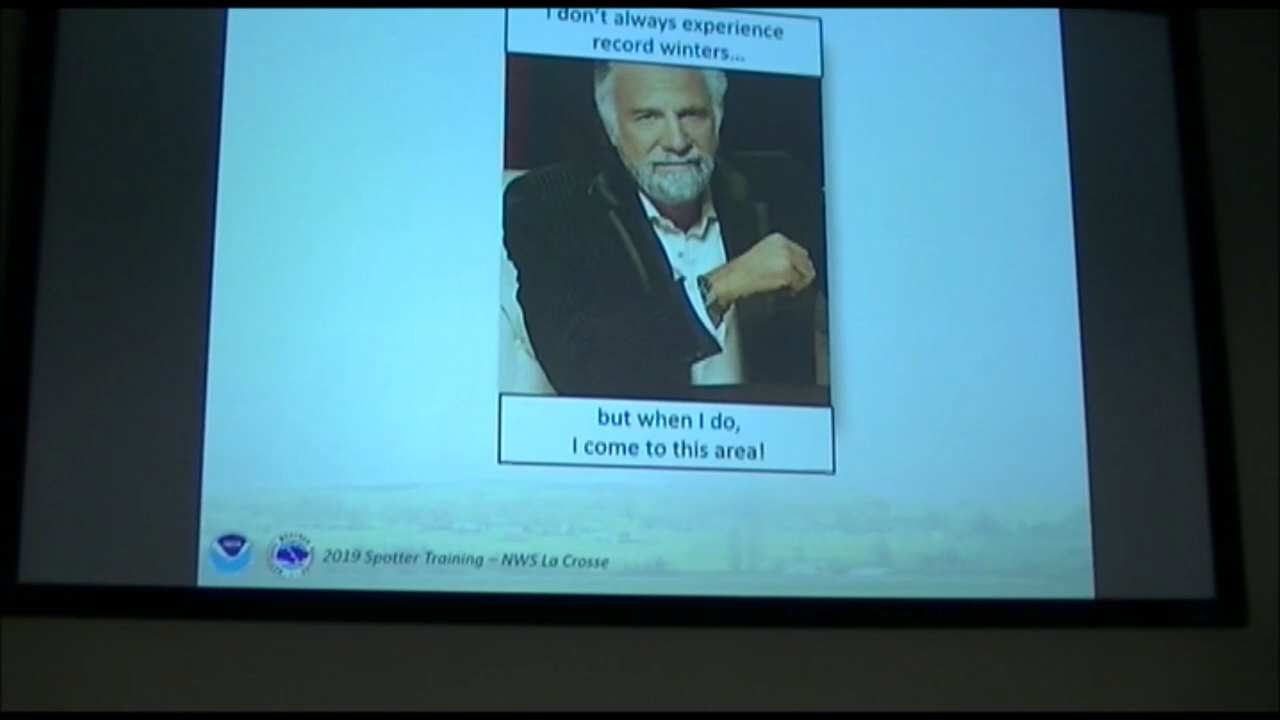 I don't always experience
record winters...
but when I do,
I come to this area!
2019 Spotter Training – NWS La Crosse